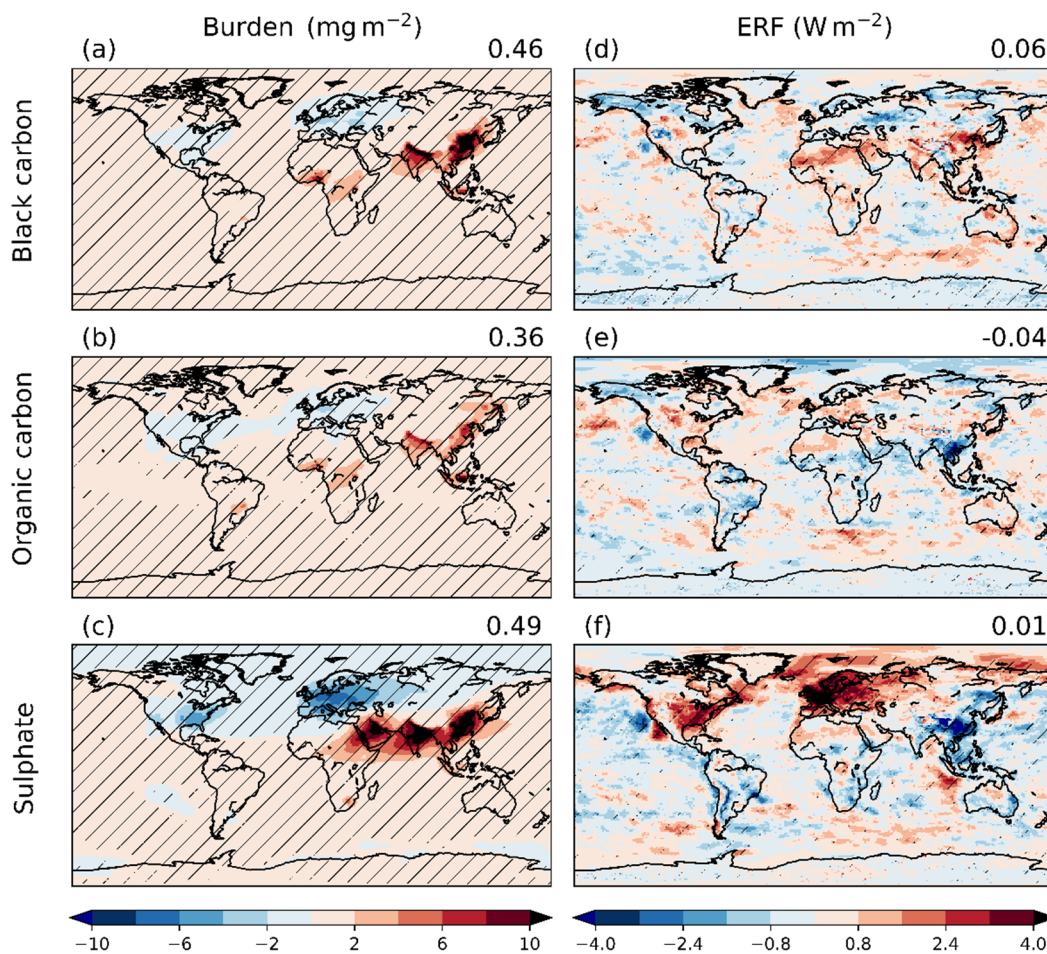 Burden (mg m⁻²)
ERF (W m⁻²)
(a)
0.46
(d)
0.06
Black carbon
(b)
0.36
(e)
-0.04
Organic carbon
(c)
0.49
(f)
0.01
Sulphate
−10
−6
−2
2
6
10
−4.0
−2.4
−0.8
0.8
2.4
4.0